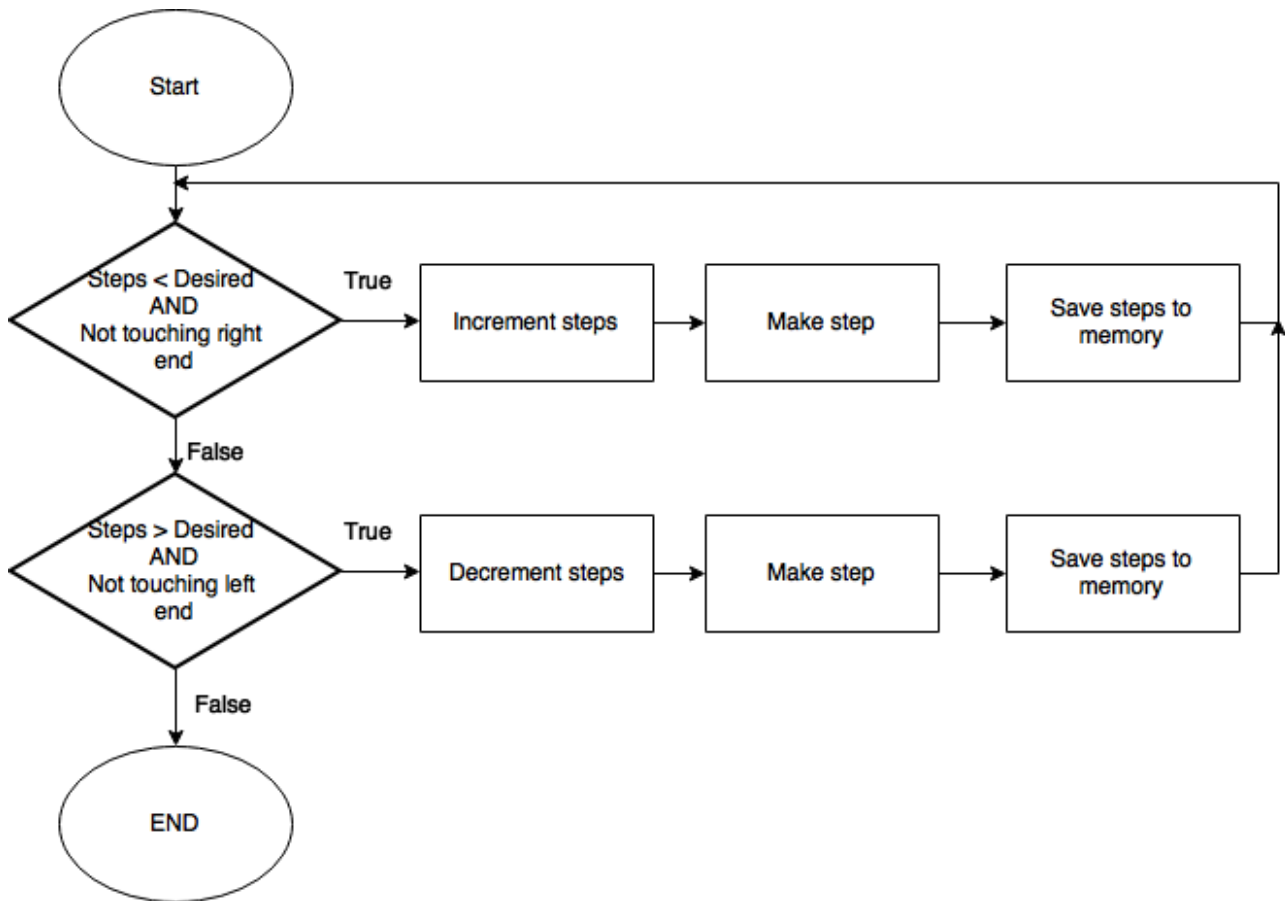 Start
Steps < Desired
AND
Not touching right
end
True
Increment steps
Make step
Save steps to
memory
False
Steps > Desired
AND
Not touching left
end
True
Decrement steps
Make step
Save steps to
memory
False
END